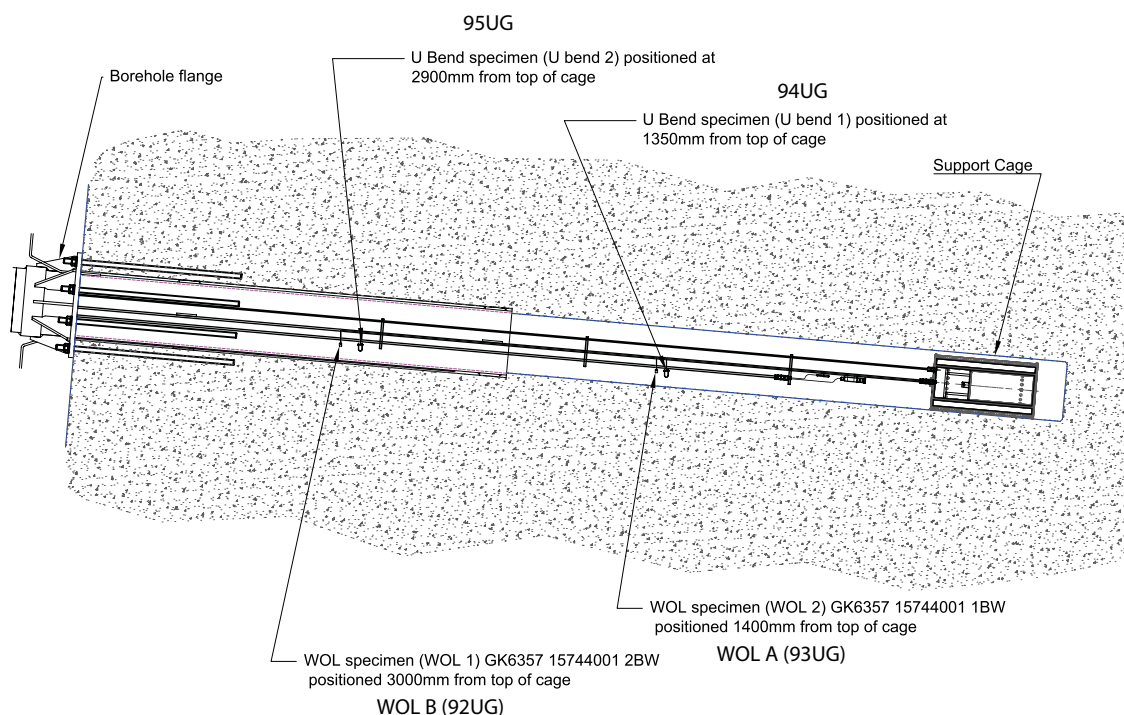 95UG
U Bend specimen (U bend 2) positioned at
2900mm from top of cage
Borehole flange
94UG
U Bend specimen (U bend 1) positioned at
1350mm from top of cage
Support Cage
WOL specimen (WOL 2) GK6357 15744001 1BW
positioned 1400mm from top of cage
WOL A (93UG)
WOL specimen (WOL 1) GK6357 15744001 2BW
positioned 3000mm from top of cage
WOL B (92UG)